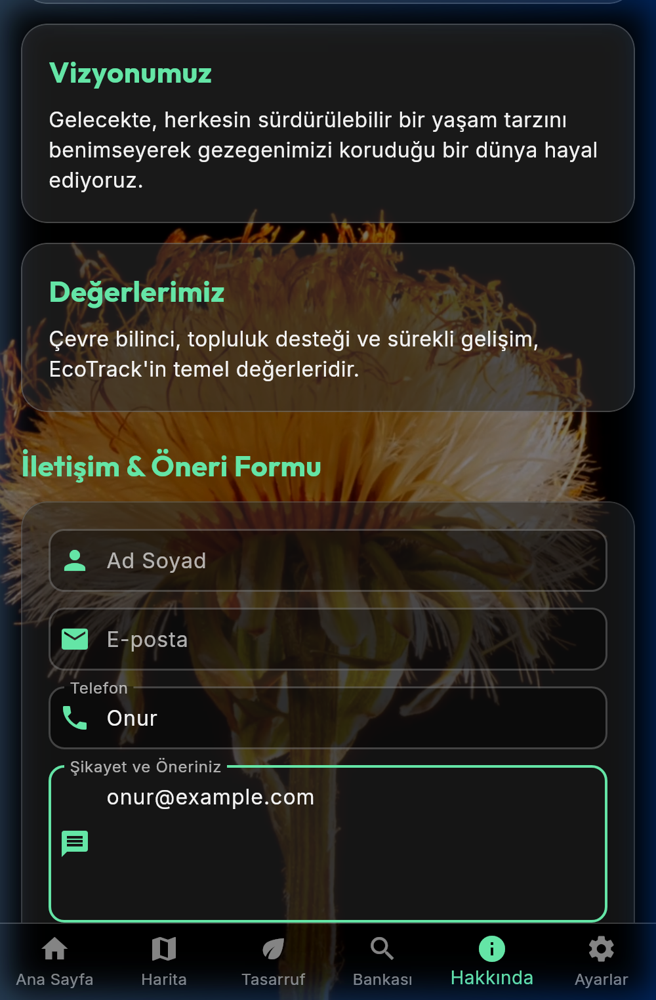 Vizyonumuz
Gelecekte, herkesin sürdürülebilir bir yaşam tarzını
benimseyerek gezegenimizi koruduğu bir dünya hayal
ediyoruz.
Değerlerimiz
Çevre bilinci, topluluk desteği ve sürekli gelişim,
EcoTrack'in temel değerleridir.
İletişim & Öneri Formu
Ad Soyad
E-posta
Telefon
Onur
Şikayet ve Öneriniz
onur@example.com
Ana Sayfa
Harita
Tasarruf
Bankası
Hakkında
Ayarlar